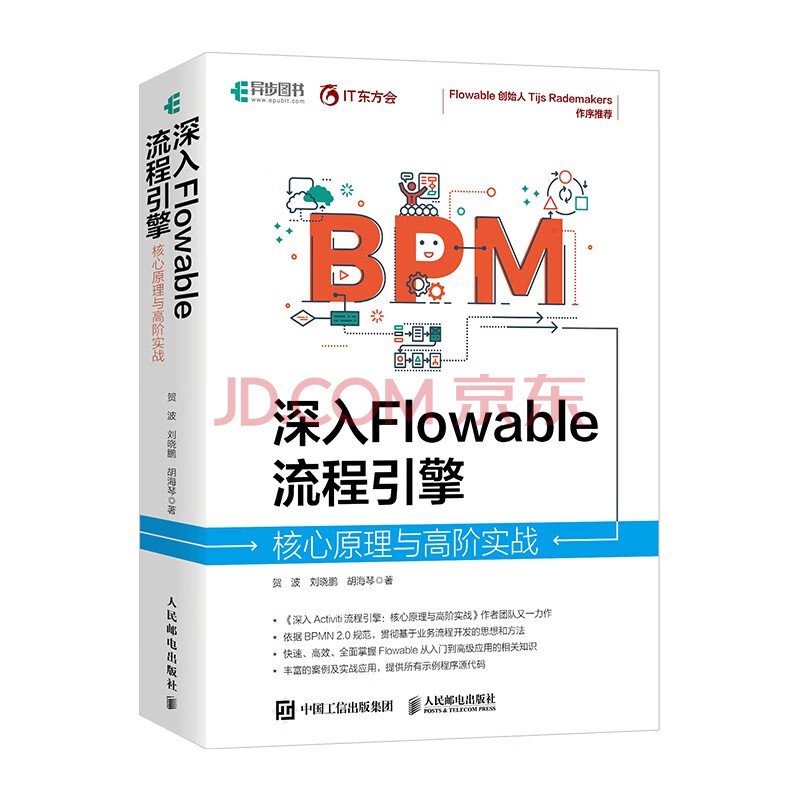 异步图书
www.epubit.com
IT东方会
Flowable 创始人 Tijs Rademakers
作序推荐
BPM
JD.COM 京东
深入Flowable
流程引擎
核心原理与高阶实战
贺 波 刘晓鹏 胡海琴◎著
• 《深入 Activiti 流程引擎：核心原理与高阶实战》作者团队又一力作
• 依据 BPMN 2.0 规范，贯彻基于业务流程开发的思想和方法
• 快速、高效、全面掌握 Flowable 从入门到高级应用的相关知识
• 丰富的案例及实战应用，提供所有示例程序源代码
中国工信出版集团
人民邮电出版社
POSTS & TELECOM PRESS
深入Flowable
流程引擎
核心原理与高阶实战
贺 波 刘晓鹏 胡海琴◎著
人民邮电出版社